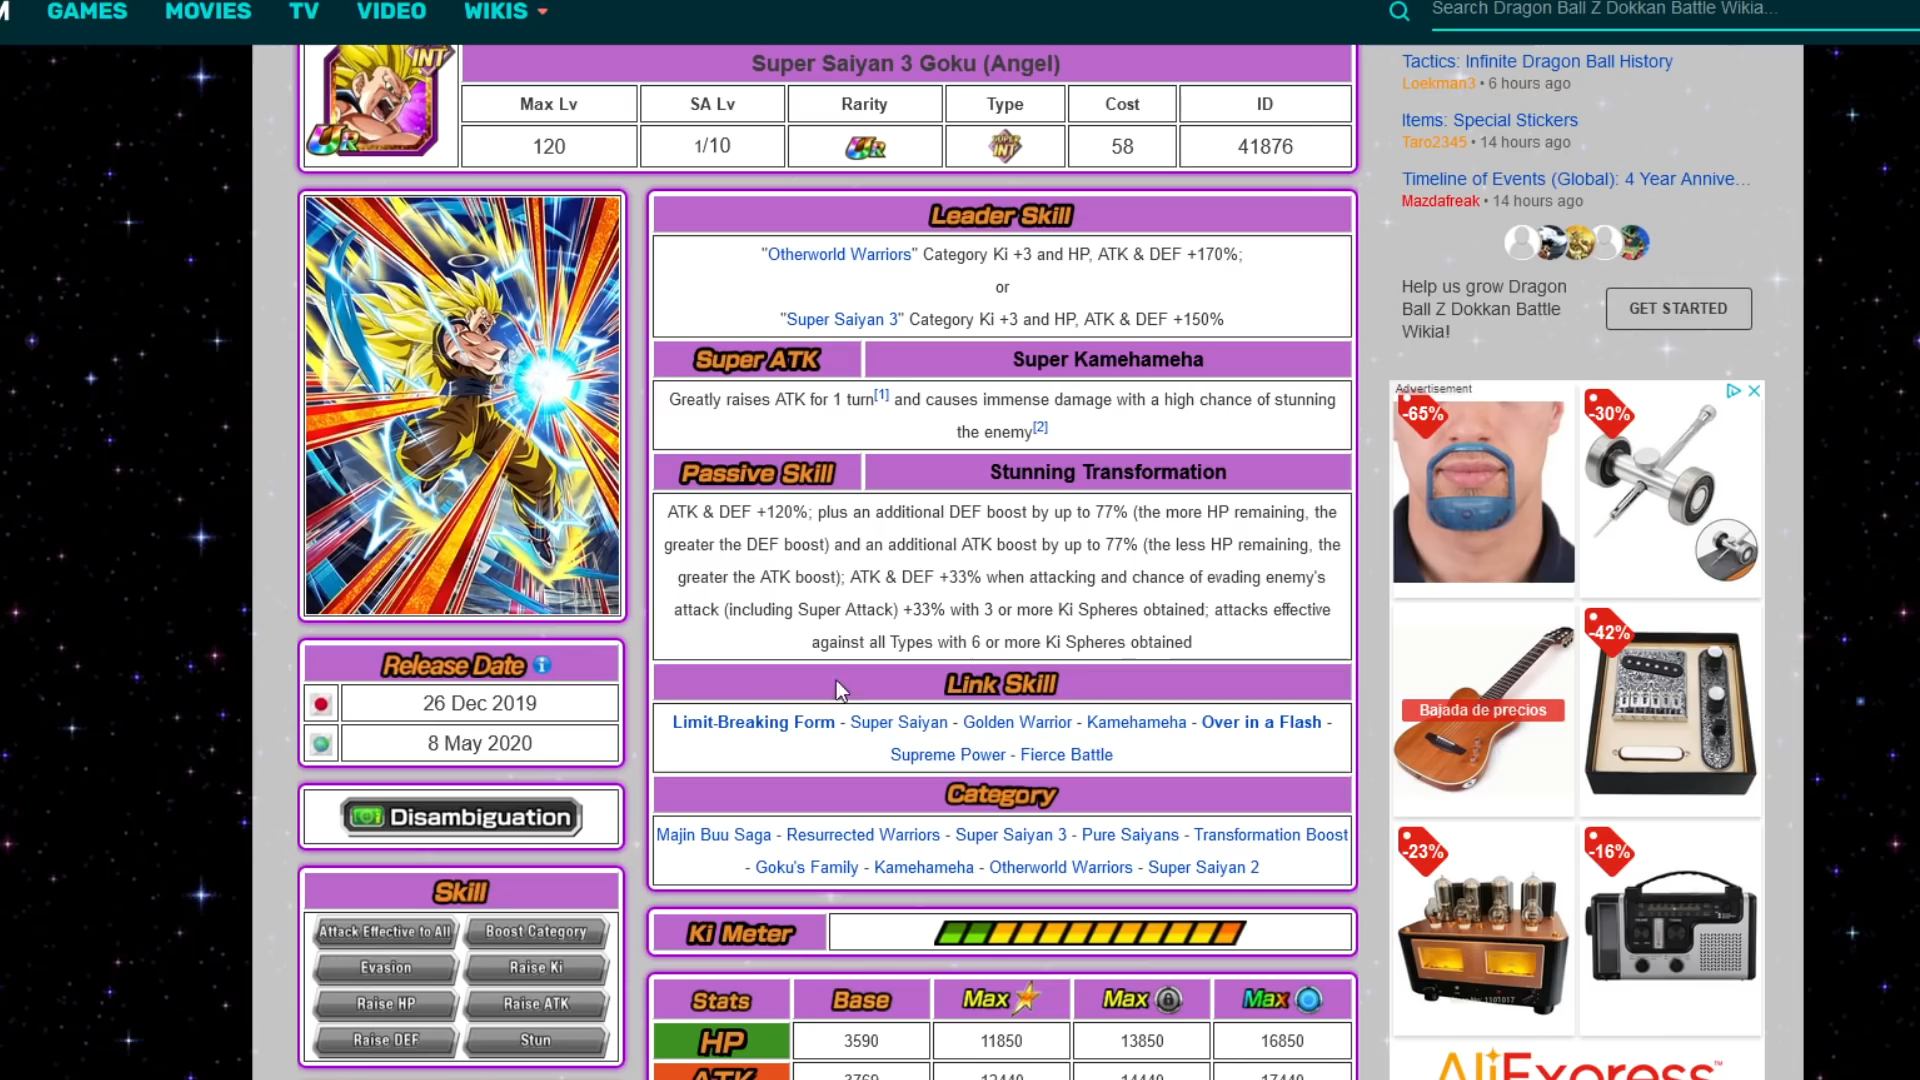 M GAMES MOVIES TV VIDEO WIKIS
Search Dragon Ball Z Dokkan Battle Wikia...
INT
UR
Super Saiyan 3 Goku (Angel)
Max Lv SA Lv Rarity Type Cost ID
120 1/10 UR SUPER INT 58 41876
Leader Skill
"Otherworld Warriors" Category Ki +3 and HP, ATK & DEF +170%;
or
"Super Saiyan 3" Category Ki +3 and HP, ATK & DEF +150%
Super ATK Super Kamehameha
Greatly raises ATK for 1 turn[1] and causes immense damage with a high chance of stunning
the enemy[2]
Passive Skill Stunning Transformation
ATK & DEF +120%; plus an additional DEF boost by up to 77% (the more HP remaining, the
greater the DEF boost) and an additional ATK boost by up to 77% (the less HP remaining, the
greater the ATK boost); ATK & DEF +33% when attacking and chance of evading enemy's
attack (including Super Attack) +33% with 3 or more Ki Spheres obtained; attacks effective
against all Types with 6 or more Ki Spheres obtained
Link Skill
Limit-Breaking Form - Super Saiyan - Golden Warrior - Kamehameha - Over in a Flash -
Supreme Power - Fierce Battle
Category
Majin Buu Saga - Resurrected Warriors - Super Saiyan 3 - Pure Saiyans - Transformation Boost
- Goku's Family - Kamehameha - Otherworld Warriors - Super Saiyan 2
Ki Meter
Stats Base Max Max Max
HP 3590 11850 13850 16850
ATK 3769 12440 14440 17440
Release Date
26 Dec 2019
8 May 2020
Disambiguation
Skill
Attack Effective to All Boost Category
Evasion Raise Ki
Raise HP Raise ATK
Raise DEF Stun
Tactics: Infinite Dragon Ball History
Loekman3 • 6 hours ago
Items: Special Stickers
Taro2345 • 14 hours ago
Timeline of Events (Global): 4 Year Annive...
Mazdafreak • 14 hours ago
Help us grow Dragon
Ball Z Dokkan Battle
Wikia!
GET STARTED
Advertisement
-65% -30%
-42%
Bajada de precios
-23% -16%
AliExpress™